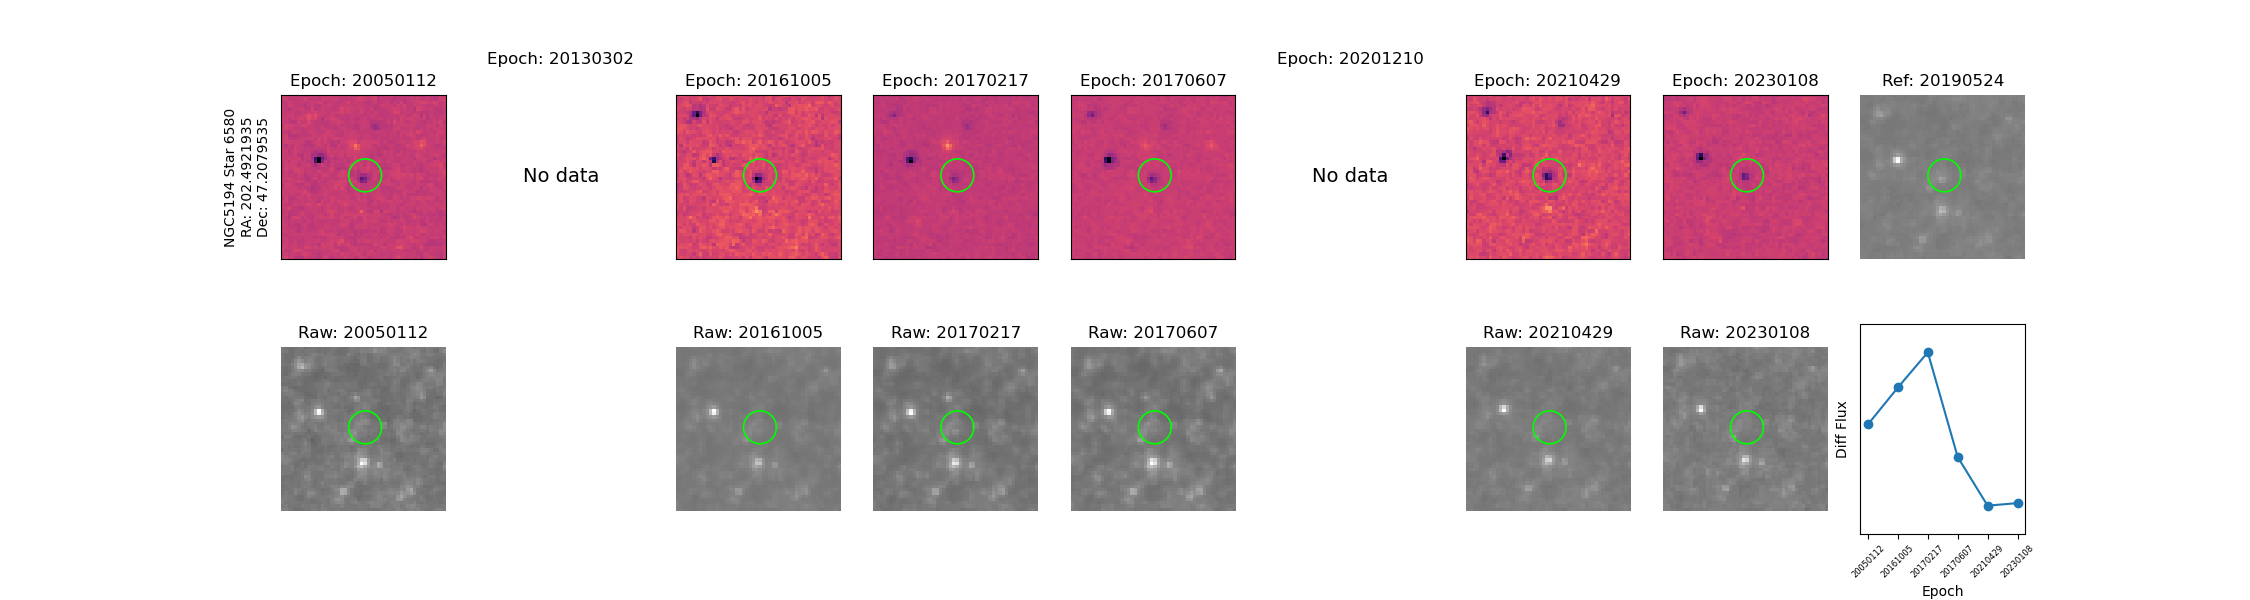 Epoch: 20130302
Epoch: 20201210
Epoch: 20050112
Epoch: 20161005
Epoch: 20170217
Epoch: 20170607
Epoch: 20210429
Epoch: 20230108
Ref: 20190524
NGC5194 Star 6580
RA: 202.4921935
Dec: 47.2079535
No data
No data
Raw: 20050112
Raw: 20161005
Raw: 20170217
Raw: 20170607
Raw: 20210429
Raw: 20230108
Diff Flux
20050112
20161005
20170217
20170607
20210429
20230108
Epoch